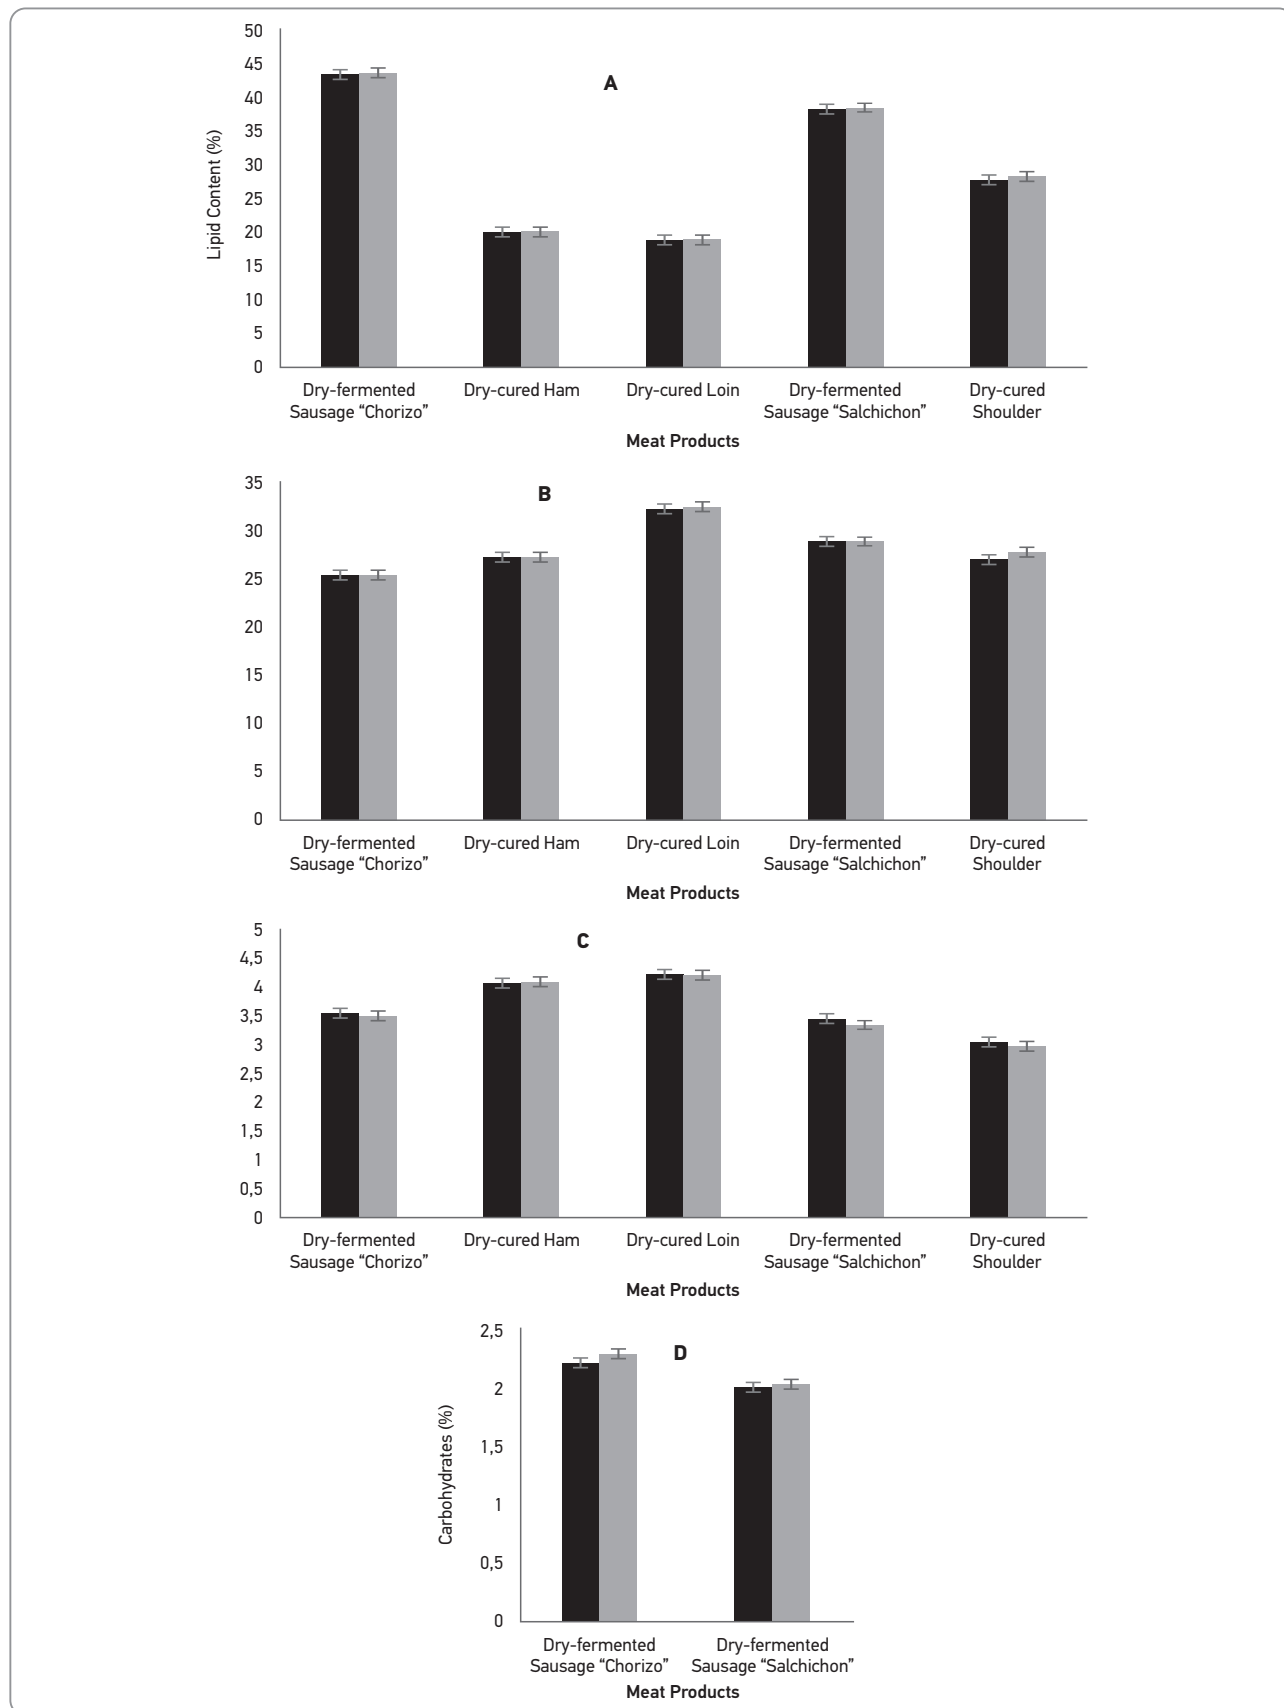 50
45
40
35
30
25
20
15
10
5
0
Lipid Content (%)
A
Dry-fermented
Sausage “Chorizo”
Dry-cured Ham
Dry-cured Loin
Dry-fermented
Sausage “Salchichon”
Dry-cured
Shoulder
Meat Products
35
30
25
20
15
10
5
0
B
Dry-fermented
Sausage “Chorizo”
Dry-cured Ham
Dry-cured Loin
Dry-fermented
Sausage “Salchichon”
Dry-cured
Shoulder
Meat Products
5
4,5
4
3,5
3
2,5
2
1,5
1
0,5
0
C
Dry-fermented
Sausage “Chorizo”
Dry-cured Ham
Dry-cured Loin
Dry-fermented
Sausage “Salchichon”
Dry-cured
Shoulder
Meat Products
2,5
2
1,5
1
0,5
0
Carbohydrates (%)
D
Dry-fermented
Sausage “Chorizo”
Dry-fermented
Sausage “Salchichon”
Meat Products